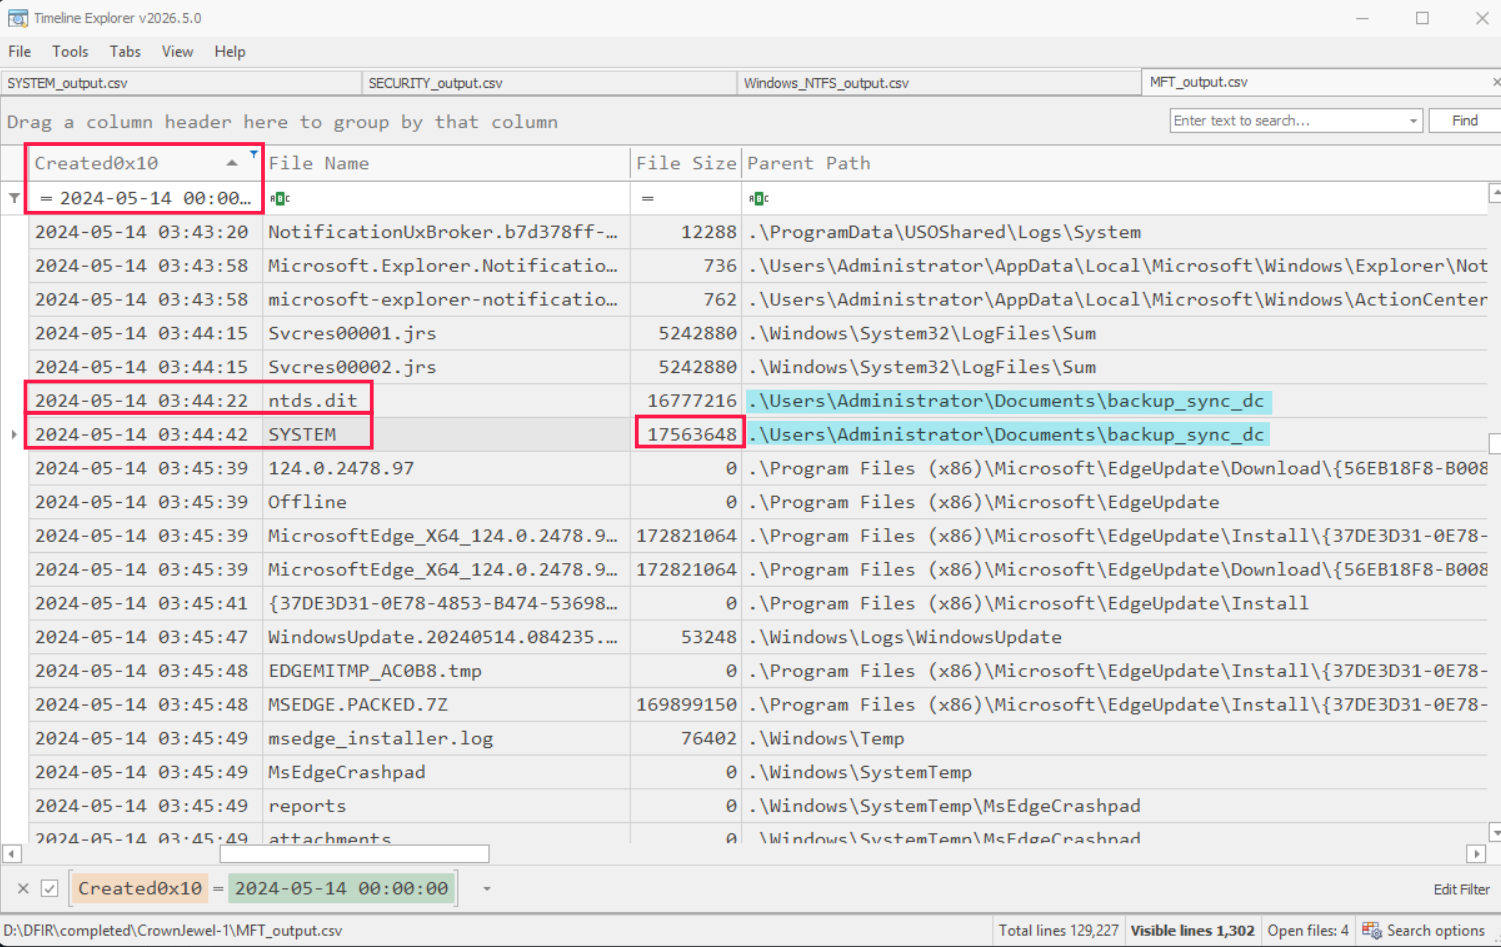 Timeline Explorer v2026.5.0
File Tools Tabs View Help
SYSTEM_output.csv SECURITY_output.csv Windows_NTFS_output.csv MFT_output.csv
Drag a column header here to group by that column Enter text to search... Find
Created0x10 File Name File Size Parent Path
= 2024-05-14 00:00... ABC = ABC
2024-05-14 03:43:20 NotificationUxBroker.b7d378ff-... 12288 .\ProgramData\USOShared\Logs\System
2024-05-14 03:43:58 Microsoft.Explorer.Notificatio... 736 .\Users\Administrator\AppData\Local\Microsoft\Windows\Explorer\Not
2024-05-14 03:43:58 microsoft-explorer-notificatio... 762 .\Users\Administrator\AppData\Local\Microsoft\Windows\ActionCenter
2024-05-14 03:44:15 Svcres00001.jrs 5242880 .\Windows\System32\LogFiles\Sum
2024-05-14 03:44:15 Svcres00002.jrs 5242880 .\Windows\System32\LogFiles\Sum
2024-05-14 03:44:22 ntds.dit 16777216 .\Users\Administrator\Documents\backup_sync_dc
2024-05-14 03:44:42 SYSTEM 17563648 .\Users\Administrator\Documents\backup_sync_dc
2024-05-14 03:45:39 124.0.2478.97 0 .\Program Files (x86)\Microsoft\EdgeUpdate\Download\{56EB18F8-B008
2024-05-14 03:45:39 Offline 0 .\Program Files (x86)\Microsoft\EdgeUpdate
2024-05-14 03:45:39 MicrosoftEdge_X64_124.0.2478.9... 172821064 .\Program Files (x86)\Microsoft\EdgeUpdate\Install\{37DE3D31-0E78-
2024-05-14 03:45:39 MicrosoftEdge_X64_124.0.2478.9... 172821064 .\Program Files (x86)\Microsoft\EdgeUpdate\Download\{56EB18F8-B008
2024-05-14 03:45:41 {37DE3D31-0E78-4853-B474-53698... 0 .\Program Files (x86)\Microsoft\EdgeUpdate\Install
2024-05-14 03:45:47 WindowsUpdate.20240514.084235.... 53248 .\Windows\Logs\WindowsUpdate
2024-05-14 03:45:48 EDGEMITMP_AC0B8.tmp 0 .\Program Files (x86)\Microsoft\EdgeUpdate\Install\{37DE3D31-0E78-
2024-05-14 03:45:48 MSEDGE.PACKED.7Z 169899150 .\Program Files (x86)\Microsoft\EdgeUpdate\Install\{37DE3D31-0E78-
2024-05-14 03:45:49 msedge_installer.log 76402 .\Windows\Temp
2024-05-14 03:45:49 MsEdgeCrashpad 0 .\Windows\SystemTemp
2024-05-14 03:45:49 reports 0 .\Windows\SystemTemp\MsEdgeCrashpad
2024-05-14 03:45:49 attachments 0 .\Windows\SystemTemp\MsEdgeCrashpad
Created0x10 = 2024-05-14 00:00:00 Edit Filter
D:\DFIR\completed\CrownJewel-1\MFT_output.csv Total lines 129,227 Visible lines 1,302 Open files: 4 Search options